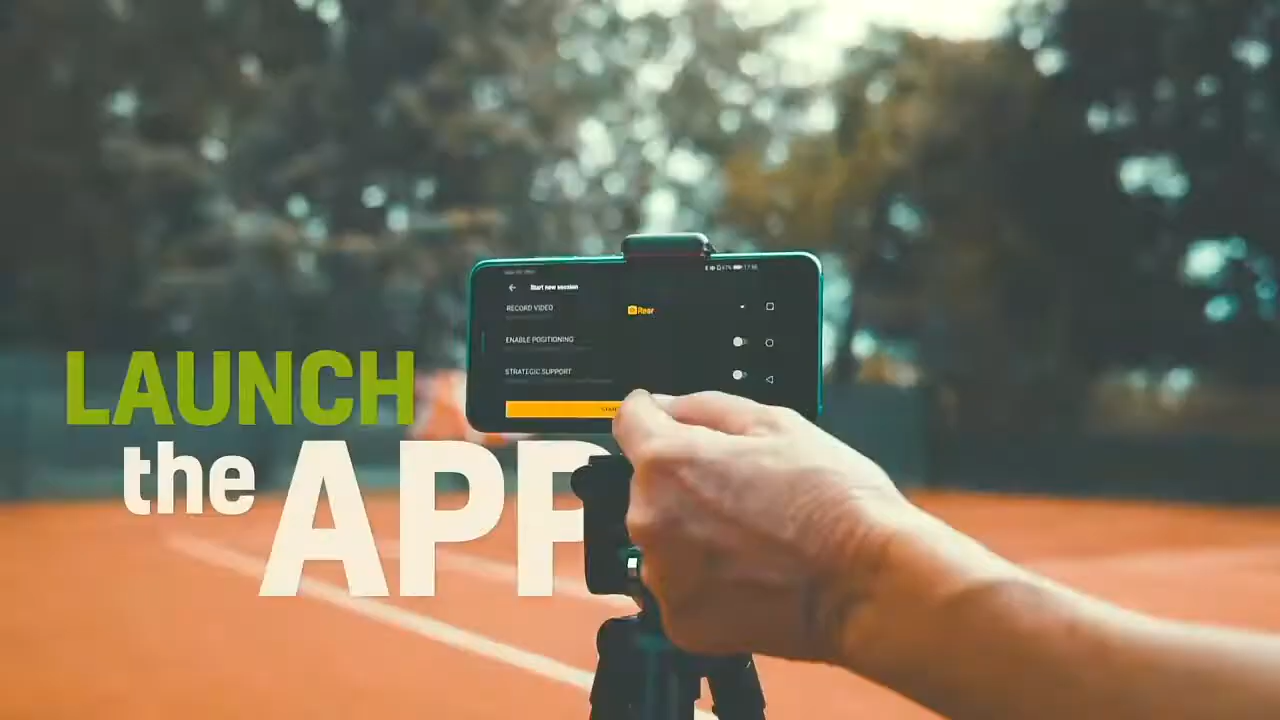 Start new session
RECORD VIDEO
Rear
ENABLE POSITIONING
STRATEGIC SUPPORT
LAUNCH
the APP